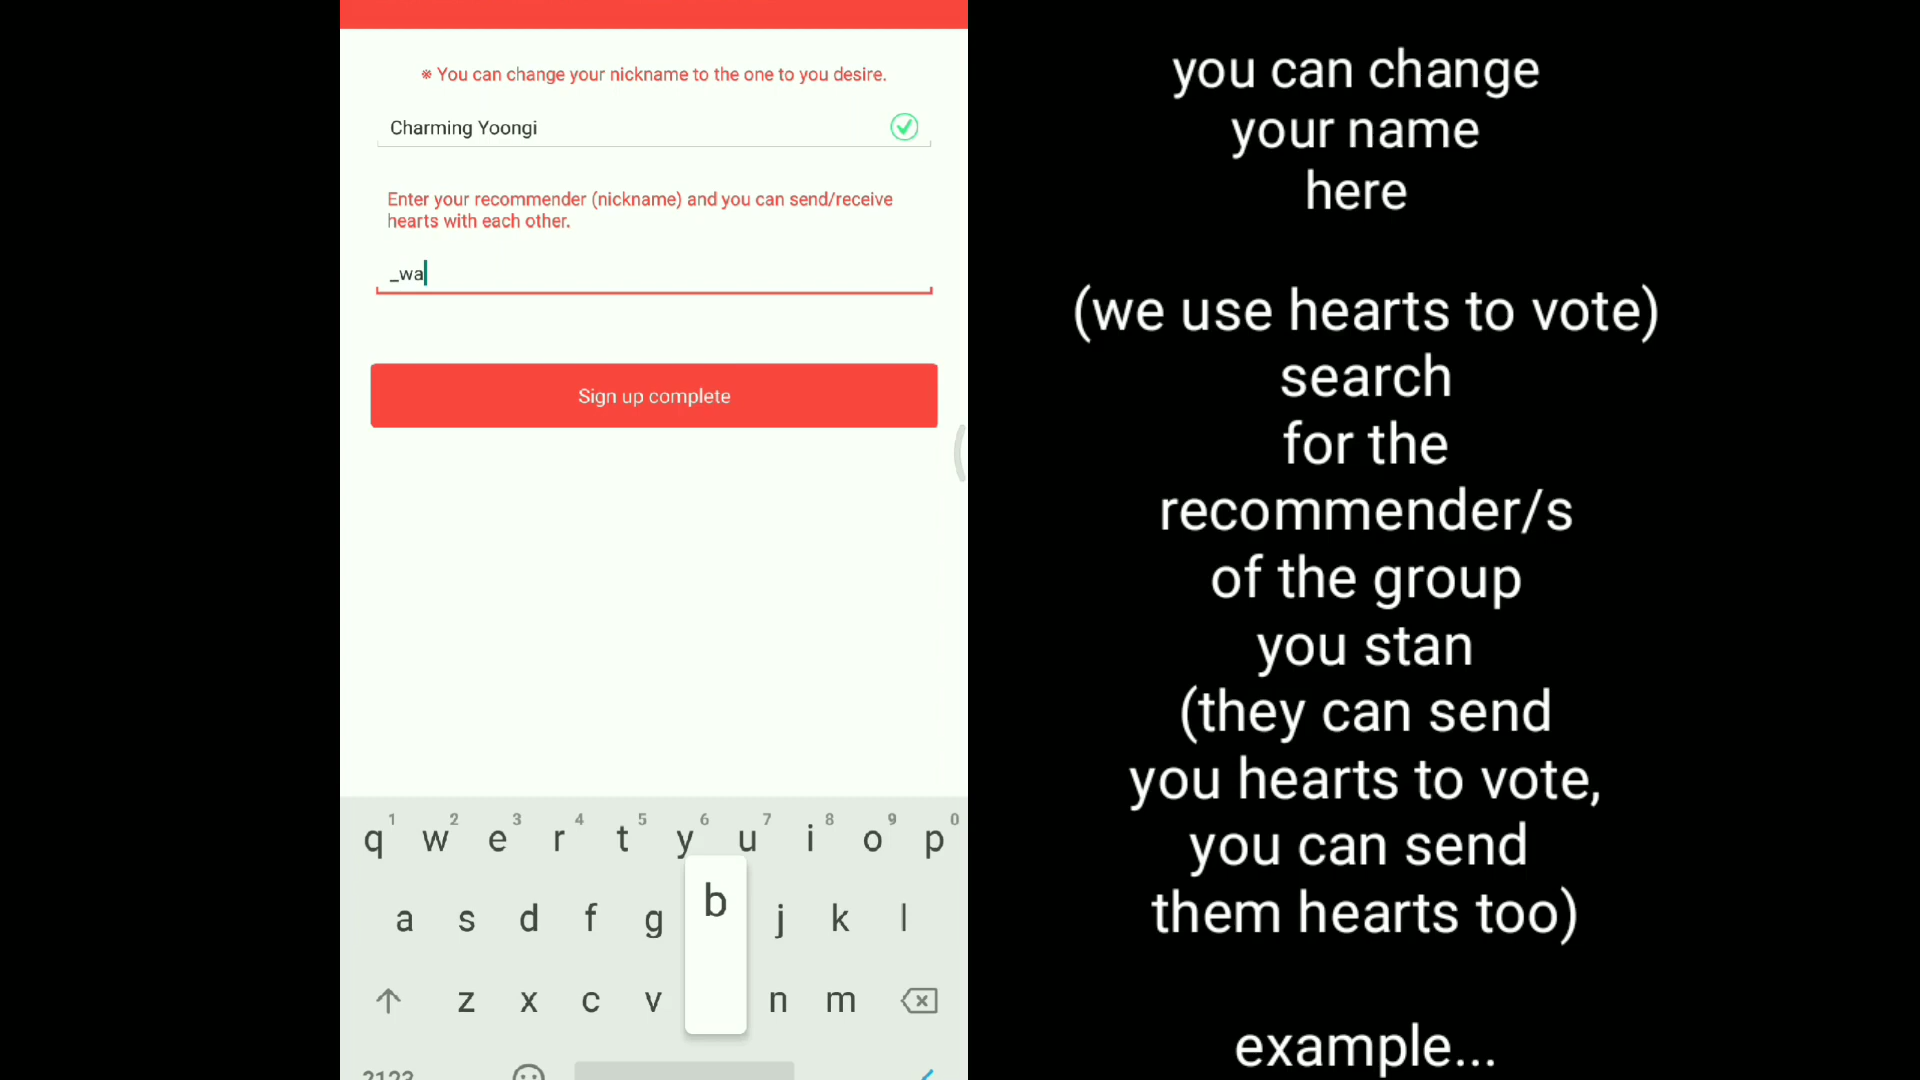 ※ You can change your nickname to the one to you desire.
Charming Yoongi
Enter your recommender (nickname) and you can send/receive
hearts with each other.
_wa
Sign up complete
1 2 3 4 5 6 7 8 9 0
q w e r t y u i o p
b
a s d f g j k l
z x c v n m
you can change
your name
here
(we use hearts to vote)
search
for the
recommender/s
of the group
you stan
(they can send
you hearts to vote,
you can send
them hearts too)
example...